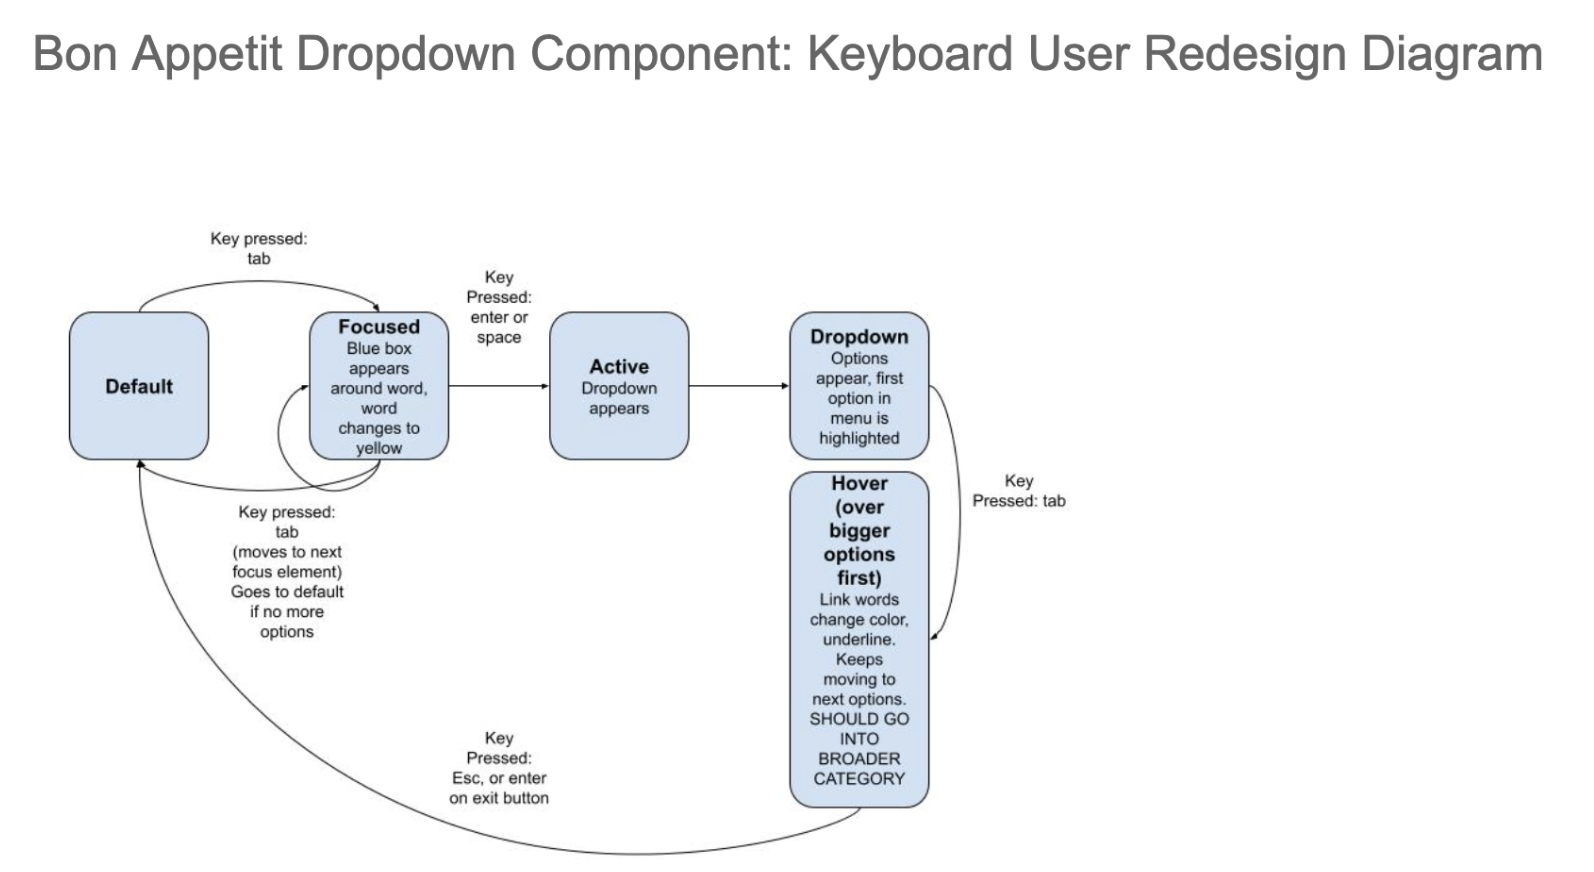 Bon Appetit Dropdown Component: Keyboard User Redesign Diagram
Key pressed:
tab
Key
Pressed:
enter or
space
Default
Focused
Blue box
appears
around word,
word
changes to
yellow
Active
Dropdown
appears
Dropdown
Options
appear, first
option in
menu is
highlighted
Key
Pressed: tab
Hover
(over
bigger
options
first)
Link words
change color,
underline.
Keeps
moving to
next options.
SHOULD GO
INTO
BROADER
CATEGORY
Key pressed:
tab
(moves to next
focus element)
Goes to default
if no more
options
Key
Pressed:
Esc, or enter
on exit button